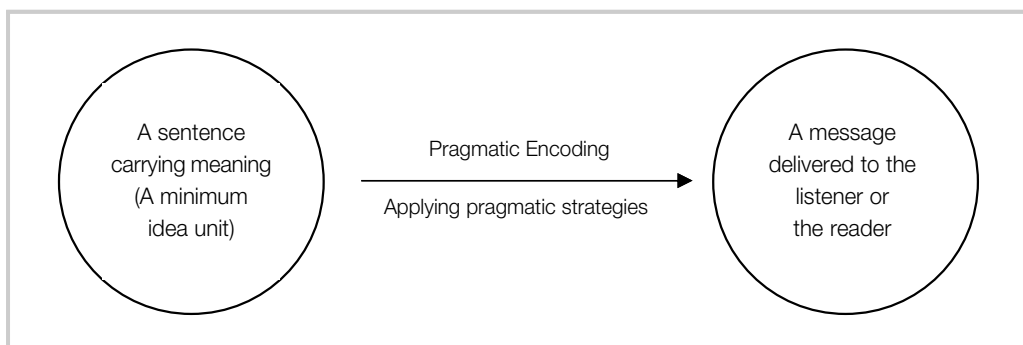 A sentence
carrying meaning
(A minimum
idea unit)
Pragmatic Encoding
Applying pragmatic strategies
A message
delivered to the
listener or
the reader